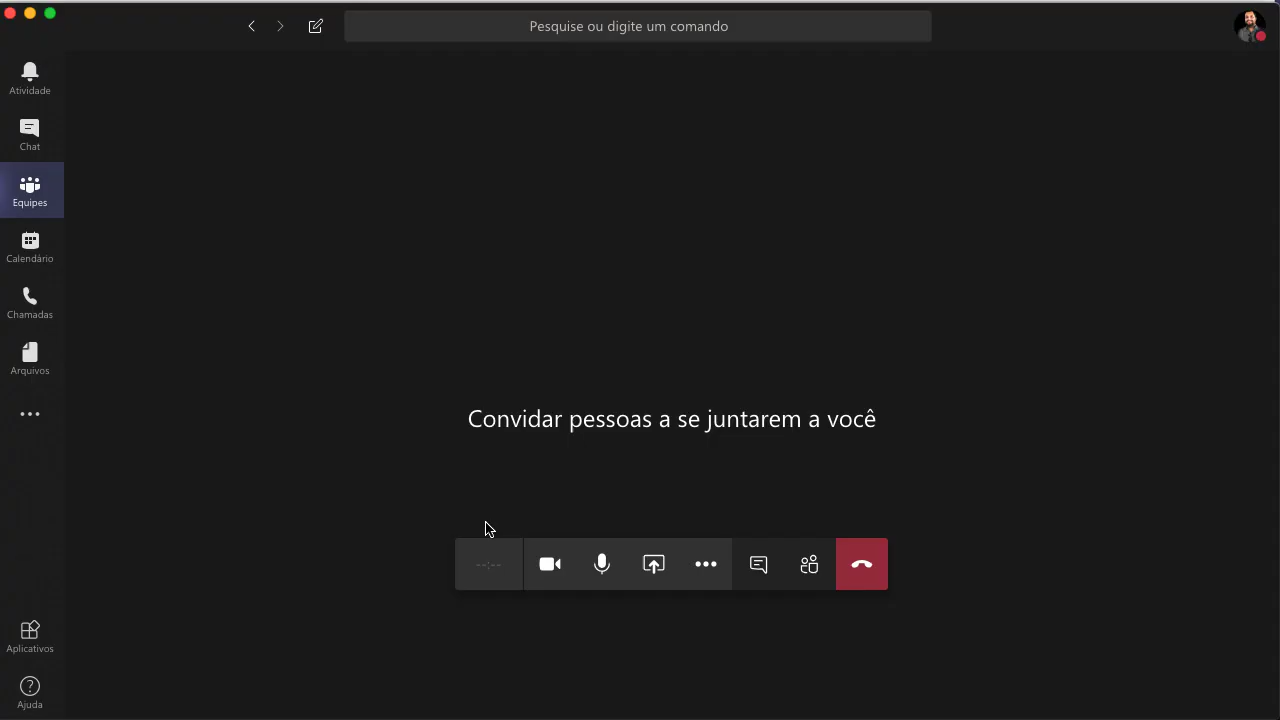 Pesquise ou digite um comando
Atividade
Chat
Equipes
Calendário
Chamadas
Arquivos
Convidar pessoas a se juntarem a você
--:--
Aplicativos
Ajuda